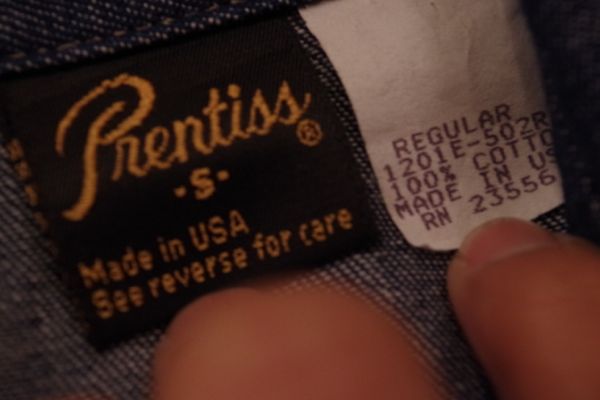 Prentiss®
-S-
Made in USA
See reverse for care
REGULAR
1201E-502R
100% COTTO
MADE IN US
RN 23556